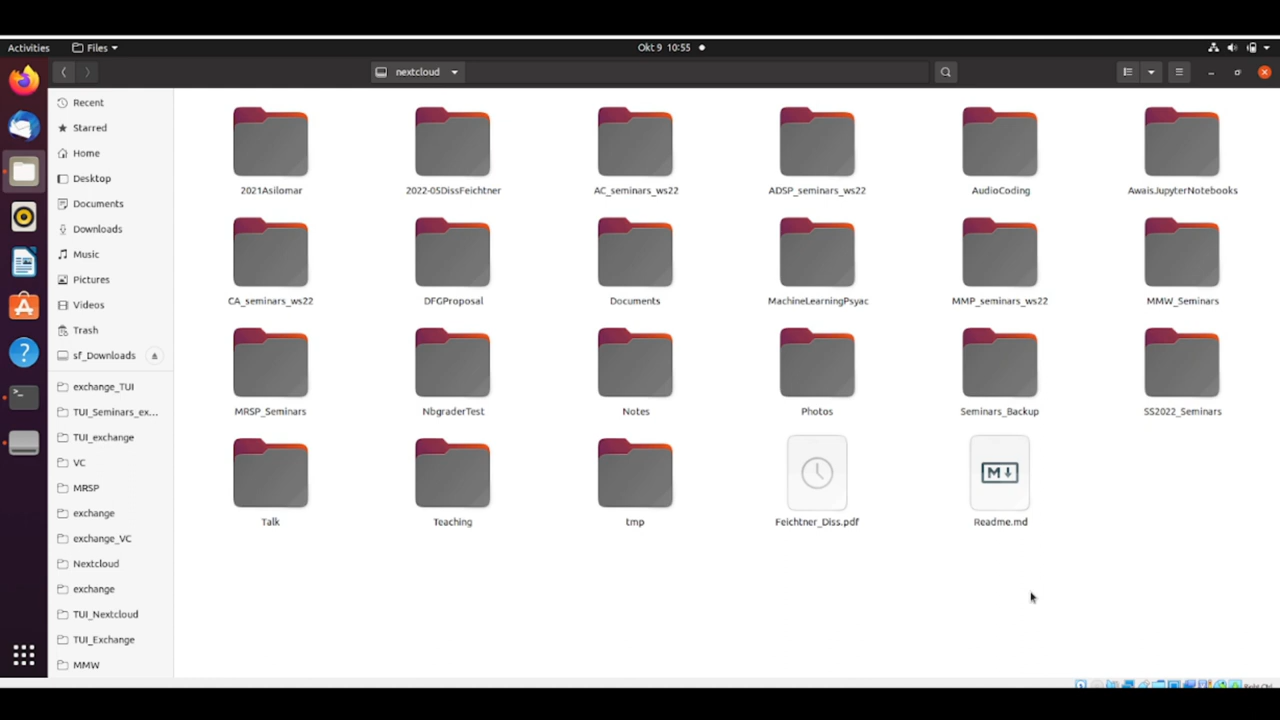 Activities Files Okt 9 10:55
nextcloud
Recent
Starred
Home
Desktop
Documents
Downloads
Music
Pictures
Videos
Trash
sf_Downloads
exchange_TUI
TUI_Seminars_ex...
TUI_exchange
VC
MRSP
exchange
exchange_VC
Nextcloud
exchange
TUI_Nextcloud
TUI_Exchange
MMW
2021Asilomar 2022-05DissFeichtner AC_seminars_ws22 ADSP_seminars_ws22 AudioCoding AwaisJupyterNotebooks
CA_seminars_ws22 DFGProposal Documents MachineLearningPsyac MMP_seminars_ws22 MMW_Seminars
MRSP_Seminars NbgraderTest Notes Photos Seminars_Backup SS2022_Seminars
Talk Teaching tmp Feichtner_Diss.pdf Readme.md